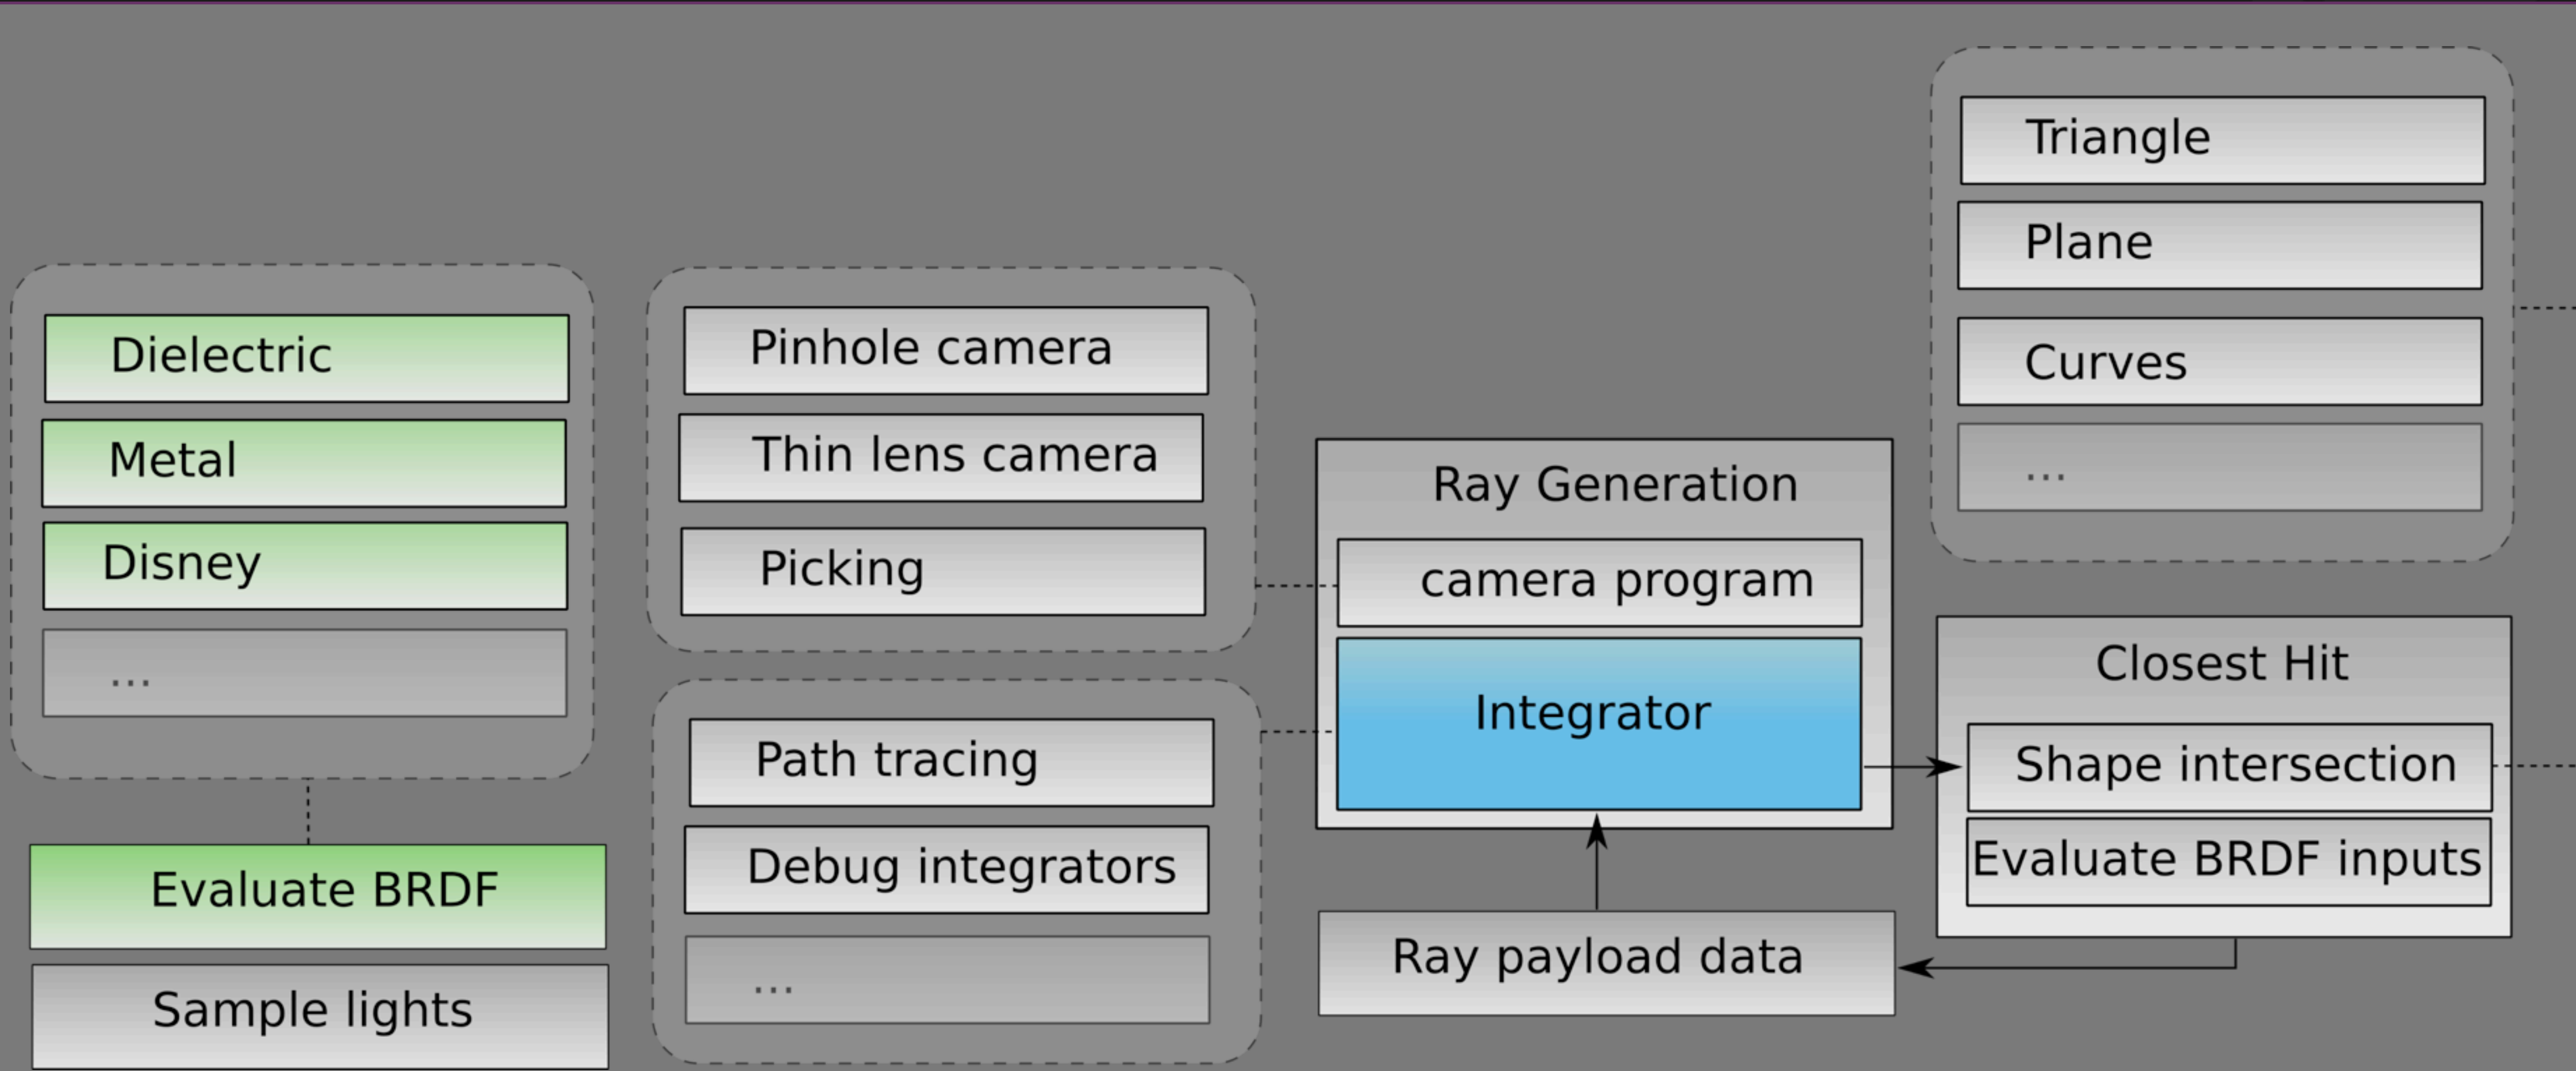 Dielectric
Metal
Disney
...
Evaluate BRDF
Sample lights
Pinhole camera
Thin lens camera
Picking
Path tracing
Debug integrators
...
Ray Generation
camera program
Integrator
Ray payload data
Triangle
Plane
Curves
...
Closest Hit
Shape intersection
Evaluate BRDF inputs